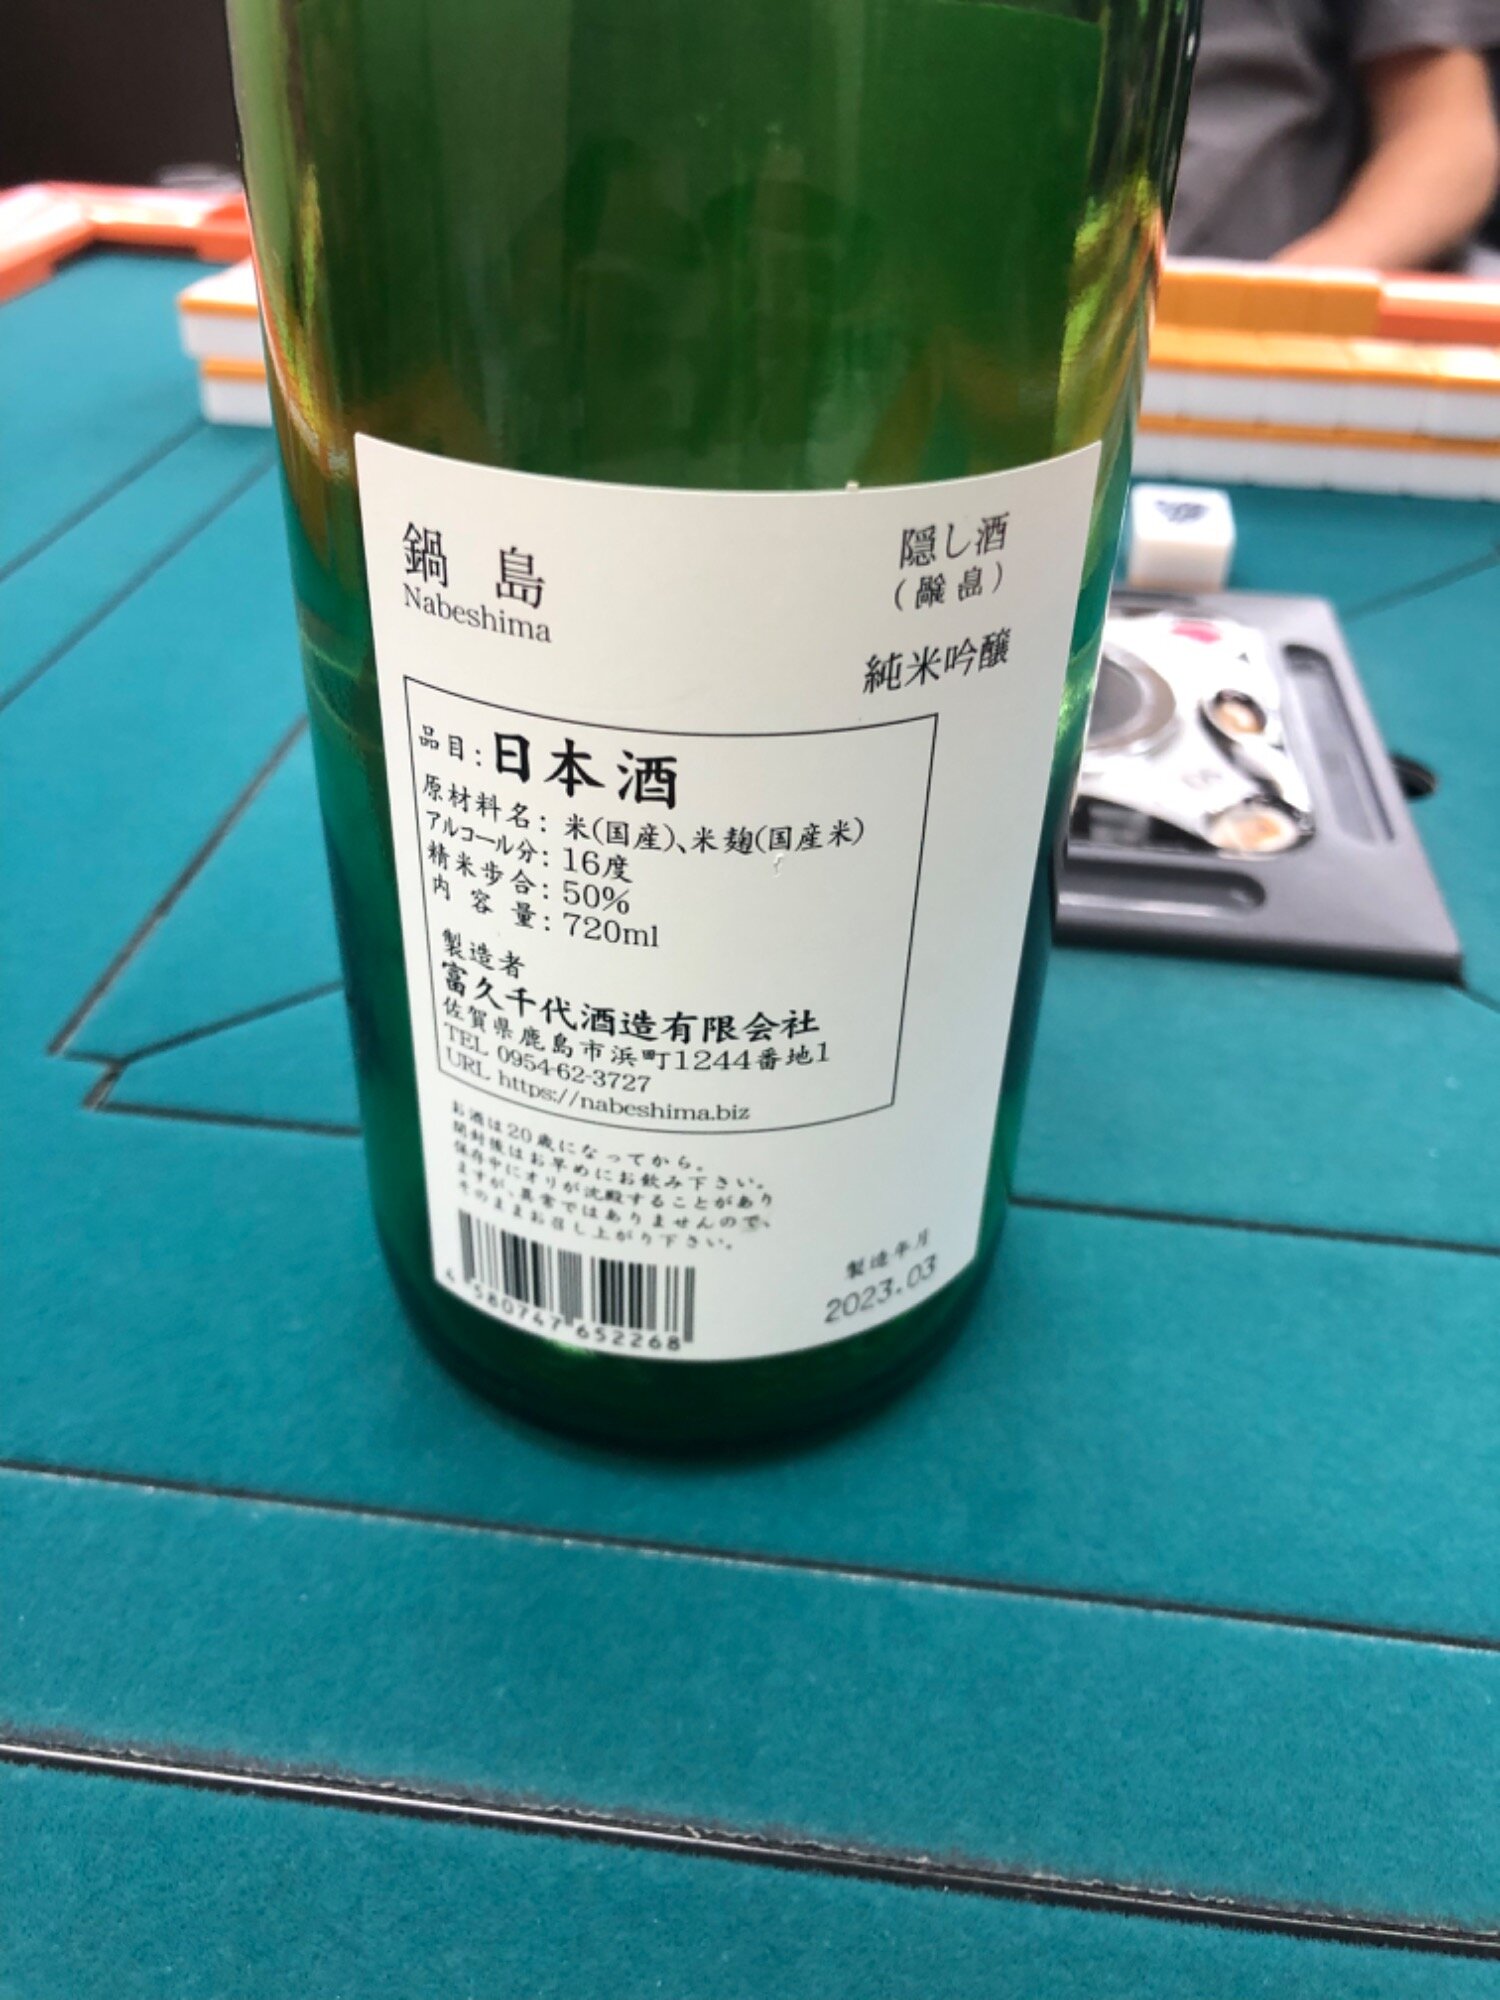 鍋島
Nabeshima
隠し酒
純米吟醸
品目：日本酒
原材料名：米(国産)、米麹(国産米)
アルコール分：16度
精米歩合：50%
内容量：720ml
製造者
富久千代酒造有限会社
佐賀県鹿島市浜町1244番地1
TEL 0954-62-3727
URL https://nabeshima.biz
お酒は20歳になってから。
開封後はお早めにお飲み下さい。
保存中にオリが沈殿することがあり
ますが、異常ではありませんので、
そのままお召し上がり下さい。
4 580747 652268
製造年月
2023.03